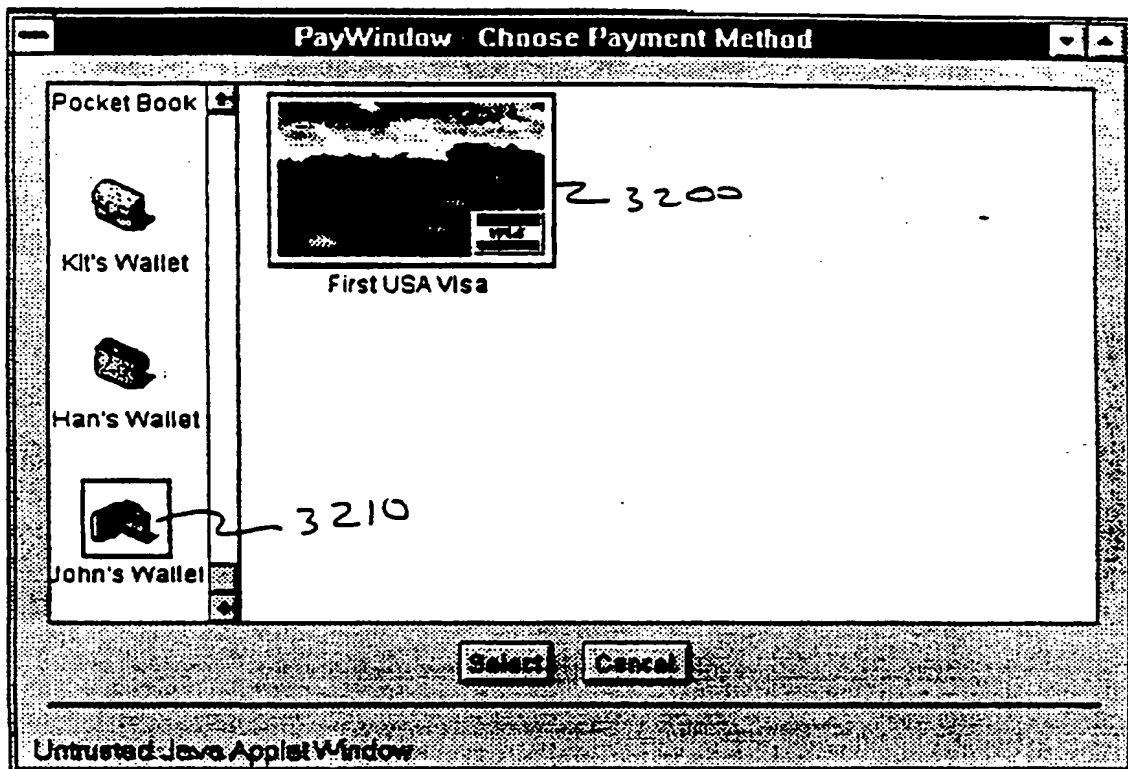 PayWindow - Choose Payment Method
Pocket Book
Kit's Wallet
Han's Wallet
John's Wallet
3200
VISA
First USA Visa
3210
Select
Cancel
Untrusted Java Applet Window